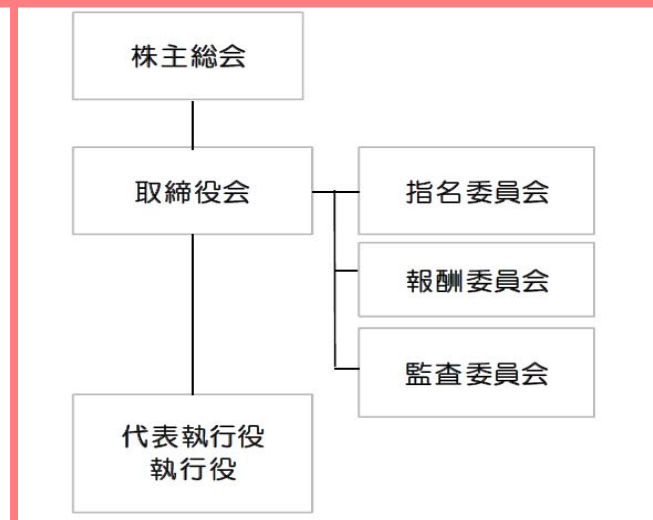 株主総会
取締役会
指名委員会
報酬委員会
監査委員会
代表執行役
執行役